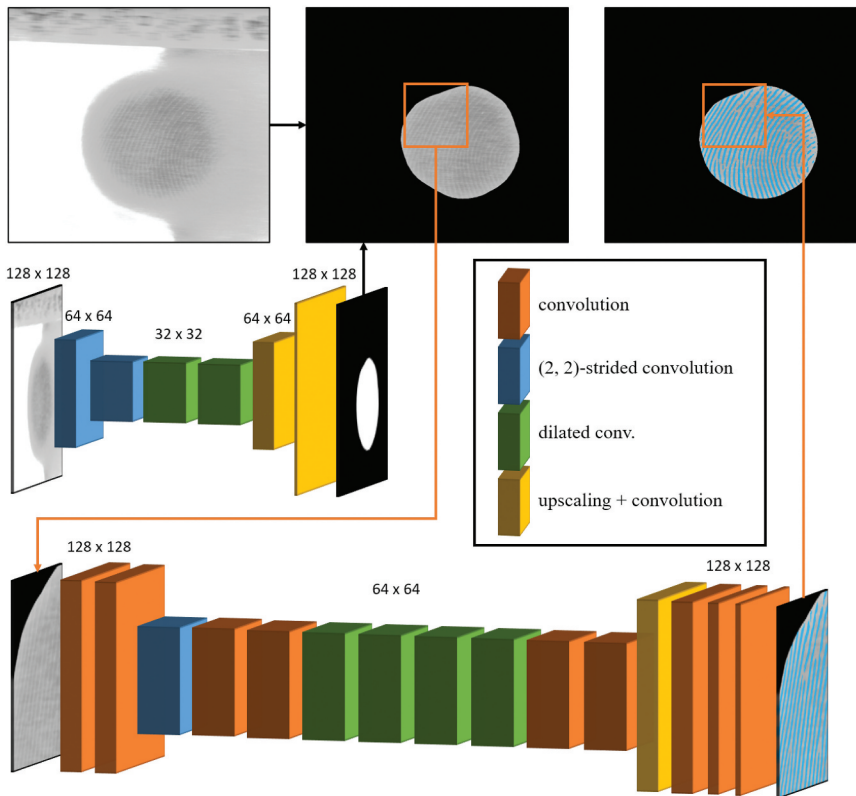 128 x 128
64 x 64
32 x 32
64 x 64
128 x 128
convolution
(2, 2)-strided convolution
dilated conv.
upscaling + convolution
128 x 128
64 x 64
128 x 128